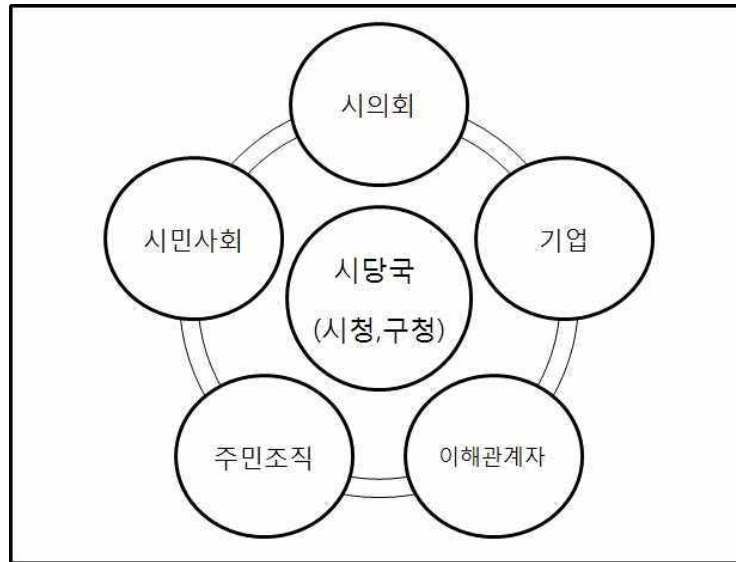 시의회
시민사회
기업
시당국
(시청,구청)
주민조직
이해관계자